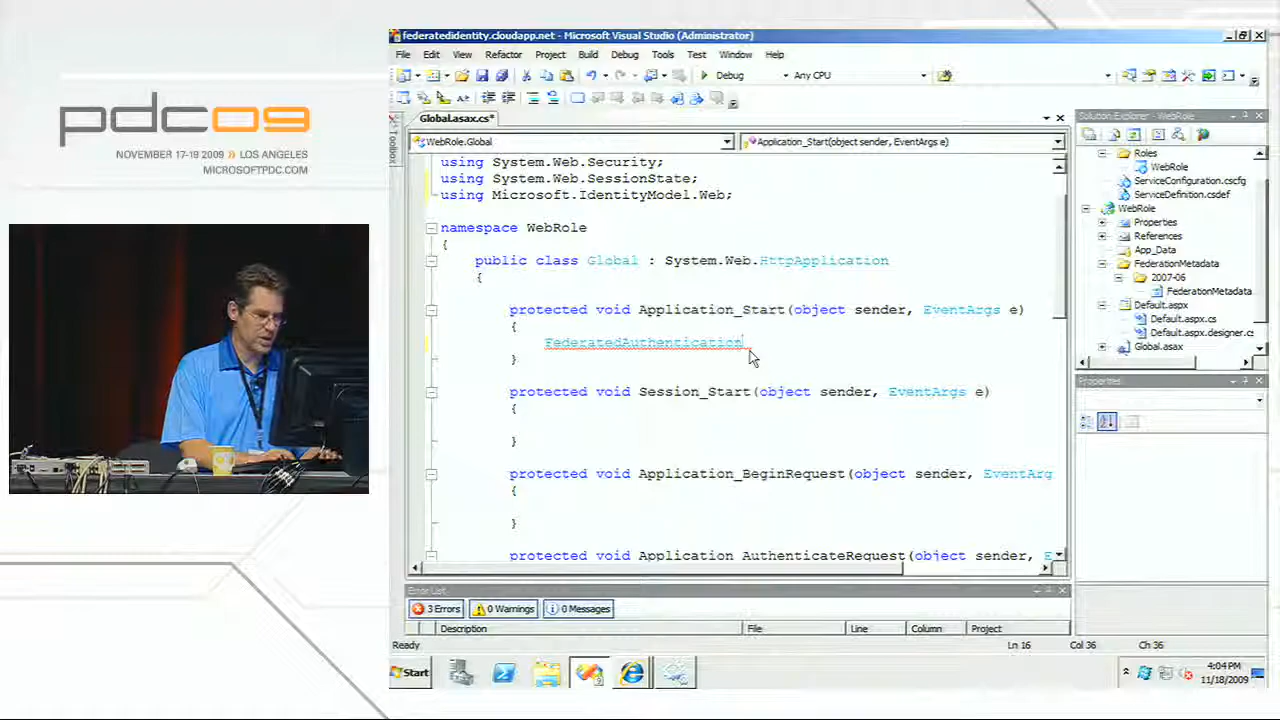 pdc09
NOVEMBER 17-19 2009 » LOS ANGELES
MICROSOFTPDC.COM
federatedidentity.cloudapp.net - Microsoft Visual Studio (Administrator)
File Edit View Refactor Project Build Debug Tools Test Window Help
Debug Any CPU
Toolbox
Global.asax.cs*
WebRole.Global
Application_Start(object sender, EventArgs e)
using System.Web.Security;
using System.Web.SessionState;
using Microsoft.IdentityModel.Web;
namespace WebRole
{
public class Global : System.Web.HttpApplication
{
protected void Application_Start(object sender, EventArgs e)
{
FederatedAuthentication
}
protected void Session_Start(object sender, EventArgs e)
{
}
protected void Application_BeginRequest(object sender, EventArg
{
}
protected void Application_AuthenticateRequest(object sender, E
Solution Explorer - WebRole
Roles
WebRole
ServiceConfiguration.cscfg
ServiceDefinition.csdef
WebRole
Properties
References
App_Data
FederationMetadata
2007-06
FederationMetadata
Default.aspx
Default.aspx.cs
Default.aspx.designer.c
Global.asax
Properties
Error List
3 Errors 0 Warnings 0 Messages
Description File Line Column Project
Ready Ln 16 Col 36 Ch 36
Start
4:04 PM
11/18/2009